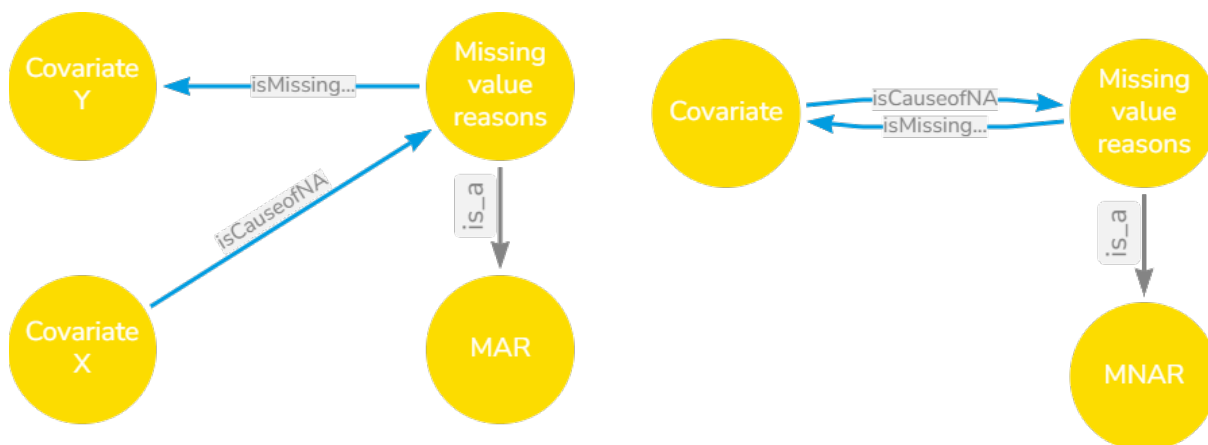 Covariate
Y
isMissing...
Missing
value
reasons
isCauseofNA
is_a
Covariate
X
MAR
Covariate
isCauseofNA
isMissing...
Missing
value
reasons
is_a
MNAR